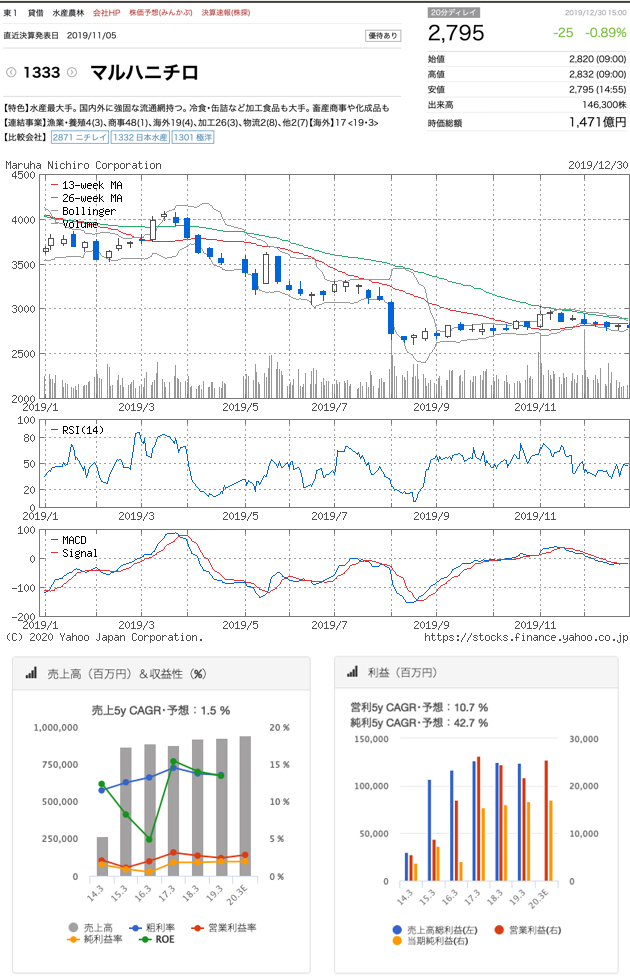 東1 貸借 水産農林 会社HP 株価予想(みんかぶ) 決算速報(株探)
直近決算発表日 2019/11/05 優待あり
1333 マルハニチロ
【特色】水産最大手。国内外に強固な流通網持つ。冷食・缶詰など加工食品も大手。畜産商事や化成品も
【連結事業】漁業・養殖4(3)、商事48(1)、海外19(4)、加工26(3)、物流2(8)、他2(7)【海外】17 <19・3>
【比較会社】 2871 ニチレイ 1332 日本水産 1301 極洋
20分ディレイ 2019/12/30 15:00
2,795 -25 -0.89%
始値 2,820 (09:00)
高値 2,832 (09:00)
安値 2,795 (14:55)
出来高 146,300株
時価総額 1,471億円
Maruha Nichiro Corporation 2019/12/30
4500
4000
3500
3000
2500
2000
13-week MA
26-week MA
Bollinger
Volume
2019/1 2019/3 2019/5 2019/7 2019/9 2019/11
100
80
50
20
0
RSI(14)
2019/1 2019/3 2019/5 2019/7 2019/9 2019/11
100
0
-100
-200
MACD
Signal
2019/1 2019/3 2019/5 2019/7 2019/9 2019/11
(C) 2020 Yahoo Japan Corporation. https://stocks.finance.yahoo.co.jp
売上高（百万円）＆収益性（%）
売上5y CAGR・予想：1.5 %
1,000,000 20 %
750,000 15 %
500,000 10 %
250,000 5 %
0 0 %
14.3 15.3 16.3 17.3 18.3 19.3 20.3E
売上高 粗利率 営業利益率
純利益率 ROE
利益（百万円）
営利5y CAGR・予想：10.7 %
純利5y CAGR・予想：42.7 %
150,000 30,000
100,000 20,000
50,000 10,000
0 0
14.3 15.3 16.3 17.3 18.3 19.3 20.3E
売上高総利益(左) 営業利益(右)
当期純利益(右)